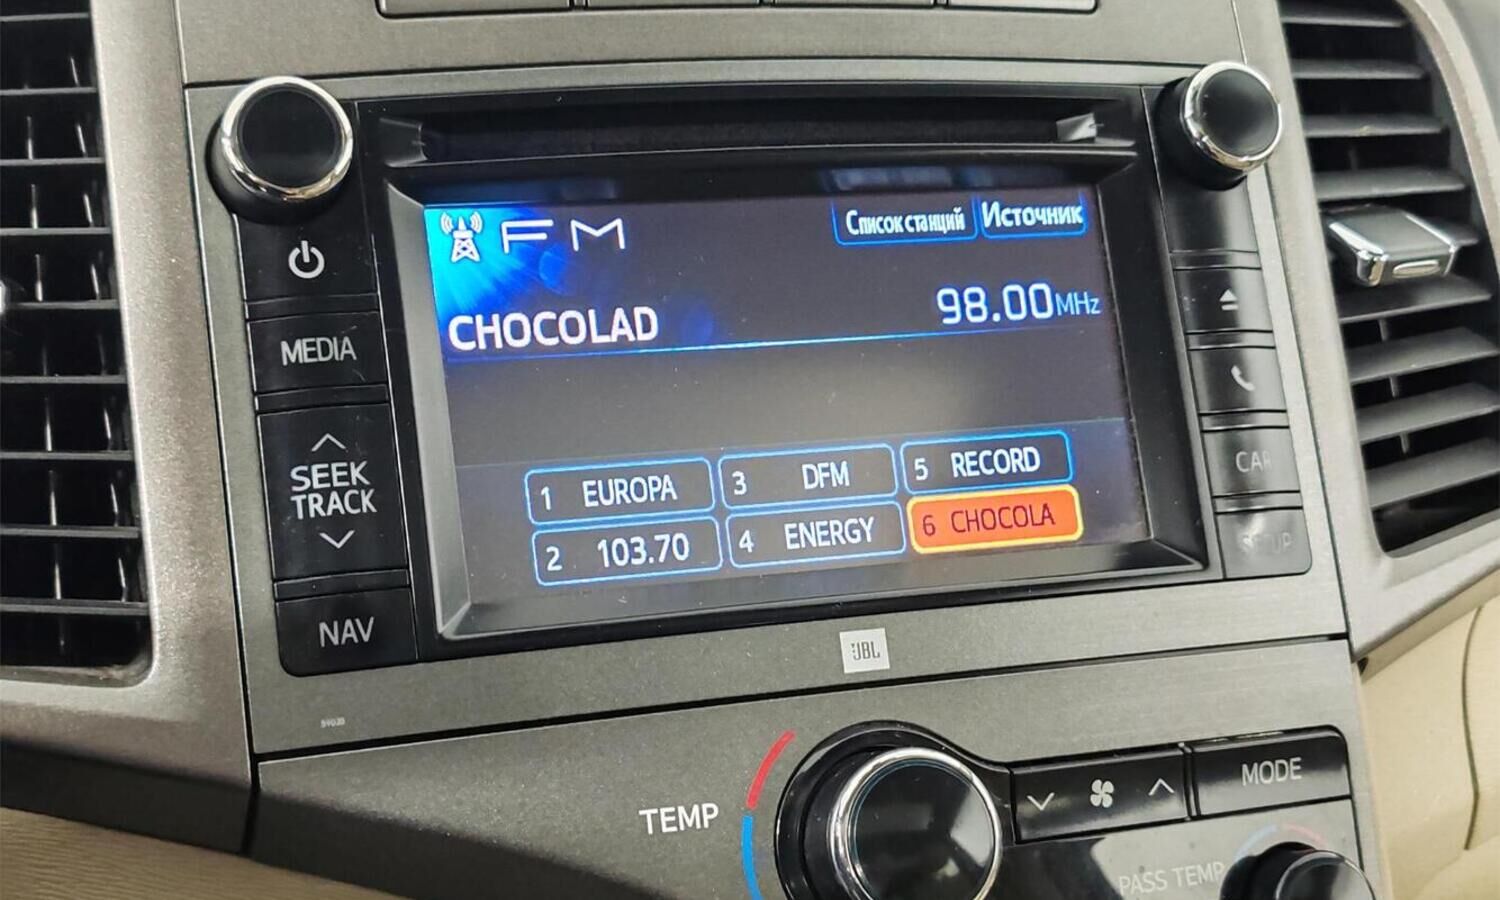 FM
Список станций
Источник
CHOCOLAD
98.00MHz
1 EUROPA
3 DFM
5 RECORD
2 103.70
4 ENERGY
6 CHOCOLA
MEDIA
SEEK
TRACK
NAV
CAR
SETUP
JBL
TEMP
MODE
PASS TEMP